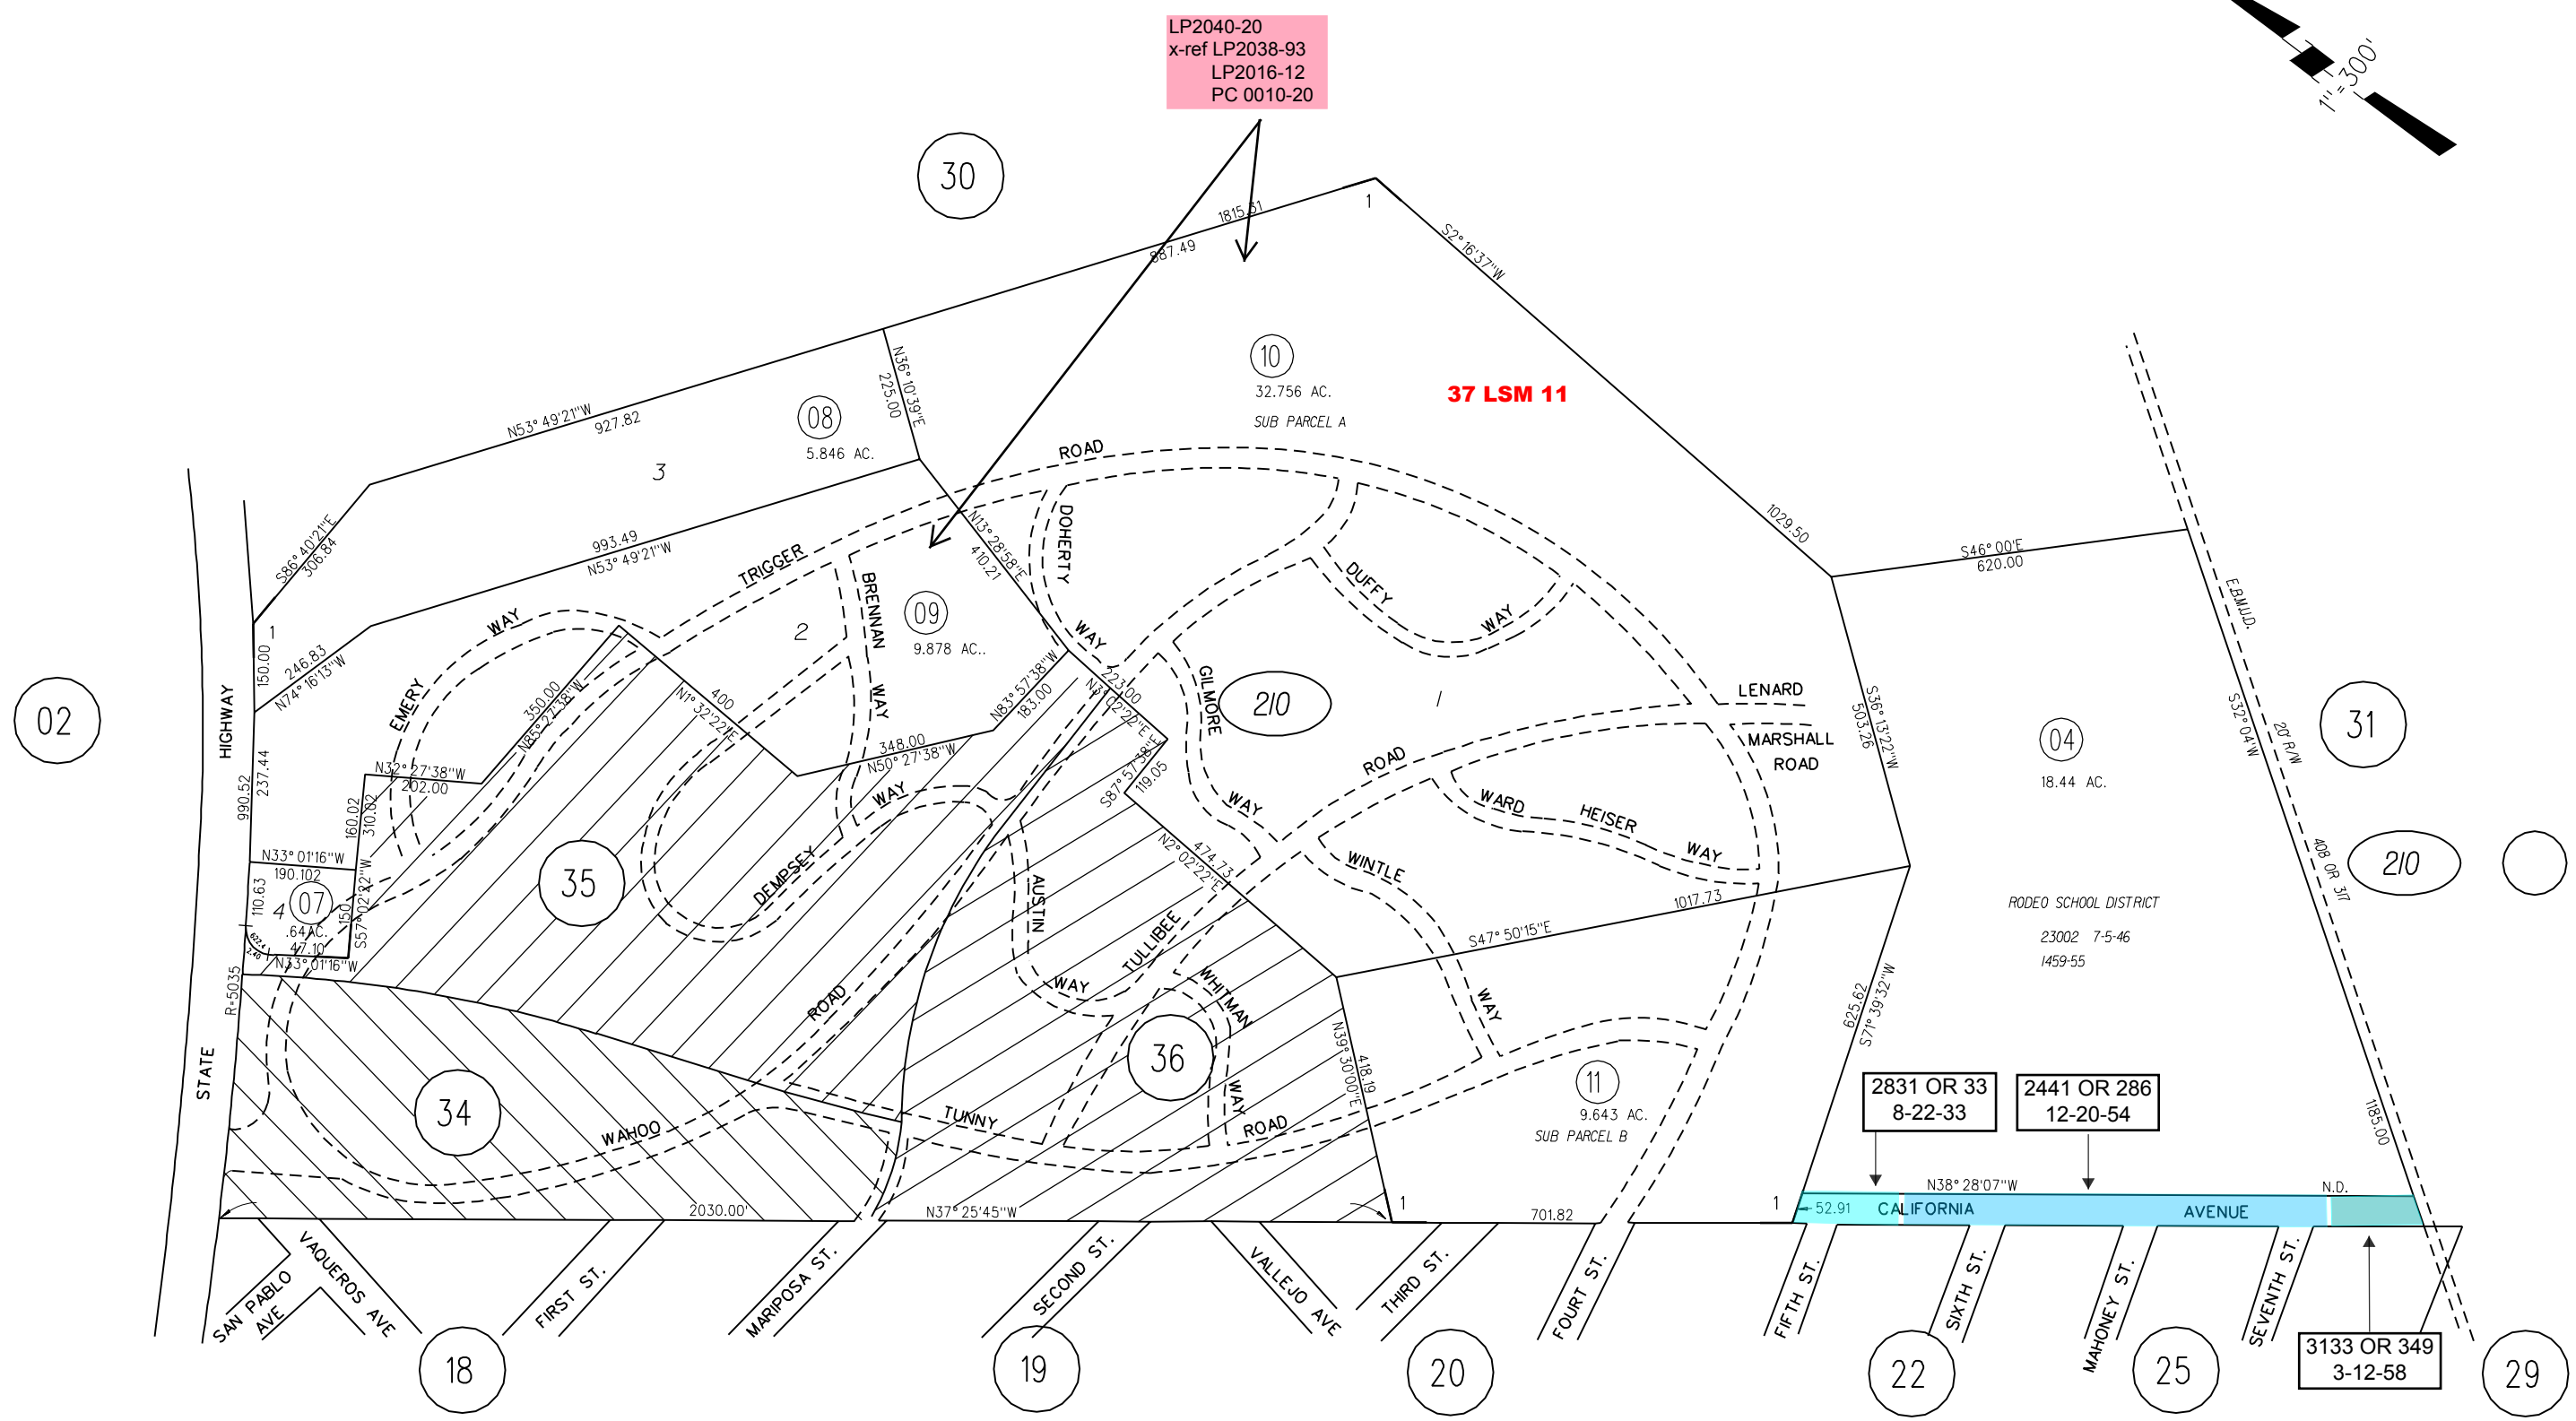 LP2040-20
x-ref LP2038-93
LP2016-12
PC 0010-20
1"=300'
30
1815.31
887.49
1
S2°16'37"W
1029.50
10
32.756 AC.
SUB PARCEL A
37 LSM 11
N36°10'39"E
225.00
08
5.846 AC.
N53°49'21"W
927.82
3
993.49
N53°49'21"W
S86°40'21"E
306.84
1
150.00
246.83
N74°16'13"W
HIGHWAY
STATE
02
990.52
237.44
ROAD
TRIGGER
DOHERTY
WAY
N13°28'58"E
410.21
BRENNAN
WAY
09
9.878 AC..
2
WAY
EMERY
350.00
N85°27'38"W
400
N1°32'22"E
N83°57'38"W
183.00
348.00
N50°27'38"W
223.00
S87°57'38"E
119.05
GILMORE
WAY
210
1
DUFFY
WAY
LENARD
MARSHALL
ROAD
ROAD
WARD
HEISER
WAY
WINTLE
WAY
S46°00'E
620.00
S36°13'22"W
503.26
04
18.44 AC.
E.B.M.U.D.
S32°04'W
20' R/W
31
210
408 OR 317
RODEO SCHOOL DISTRICT
23002 7-5-46
1459-55
N32°27'38"W
202.00
160.02
310.02
N33°01'16"W
190.102
110.63
4
07
.64AC.
47.10
150
S57°02'22"W
N33°01'16"W
2.40
R=5035
35
DEMPSEY
WAY
AUSTIN
WAY
TULLIBEE
ROAD
474.73
N2°02'22"E
WHITMAN
WAY
1017.73
S47°50'15"E
625.62
S71°39'32"W
N39°30'00"E
418.19
36
34
WAHOO
TUNNY
ROAD
11
9.643 AC.
SUB PARCEL B
2831 OR 33
8-22-33
2441 OR 286
12-20-54
1185.00
N38°28'07"W
N.D.
1
1
52.91
CALIFORNIA
AVENUE
2030.00'
N37°25'45"W
701.82
SAN PABLO
AVE
VAQUEROS AVE
FIRST ST.
MARIPOSA ST.
SECOND ST.
VALLEJO AVE
THIRD ST.
FOURT ST.
FIFTH ST.
SIXTH ST.
MAHONEY ST.
SEVENTH ST.
3133 OR 349
3-12-58
18
19
20
22
25
29